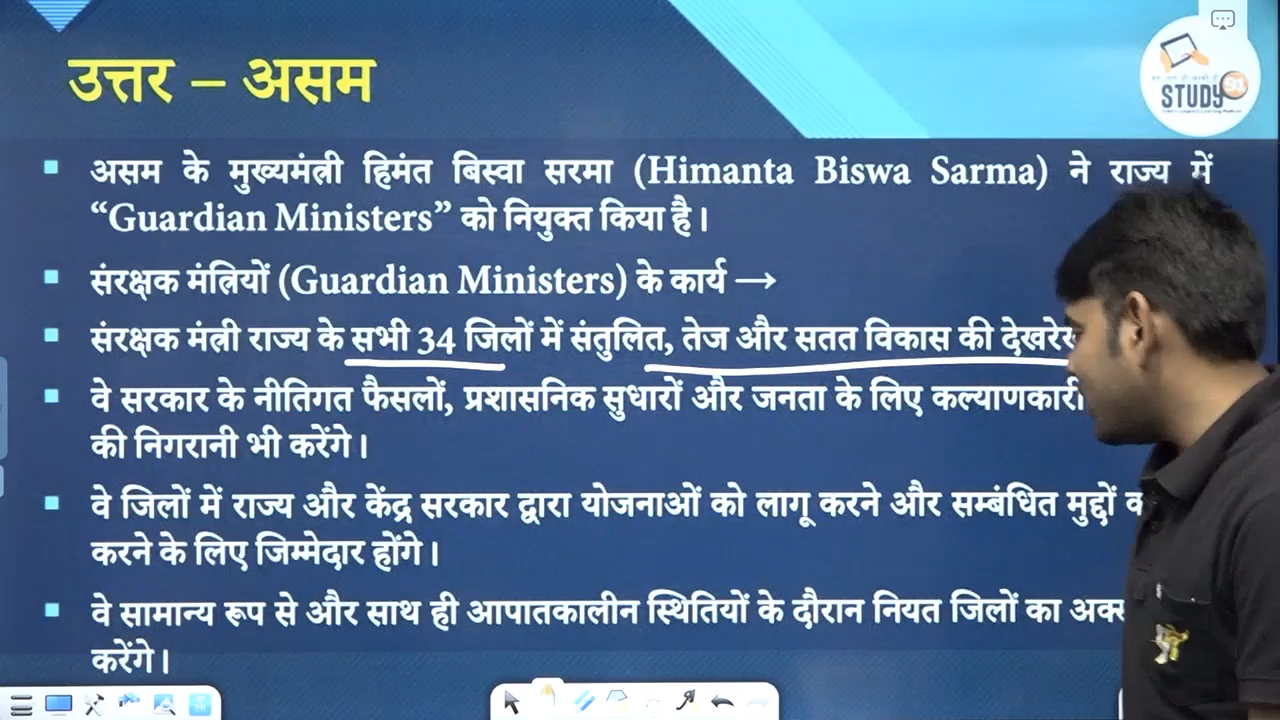 उत्तर – असम
STUDY 91
असम के मुख्यमंत्री हिमंत बिस्वा सरमा (Himanta Biswa Sarma) ने राज्य में
“Guardian Ministers” को नियुक्त किया है।
संरक्षक मंत्रियों (Guardian Ministers) के कार्य →
संरक्षक मंत्री राज्य के सभी 34 जिलों में संतुलित, तेज और सतत विकास की
वे सरकार के नीतिगत फैसलों, प्रशासनिक सुधारों और जनता के लिए कल्याणकारी
की निगरानी भी करेंगे।
वे जिलों में राज्य और केंद्र सरकार द्वारा योजनाओं को लागू करने और सम्बंधित मुद्दों
करने के लिए जिम्मेदार होंगे।
वे सामान्य रूप से और साथ ही आपातकालीन स्थितियों के दौरान नियत जिलों का
करेंगे।